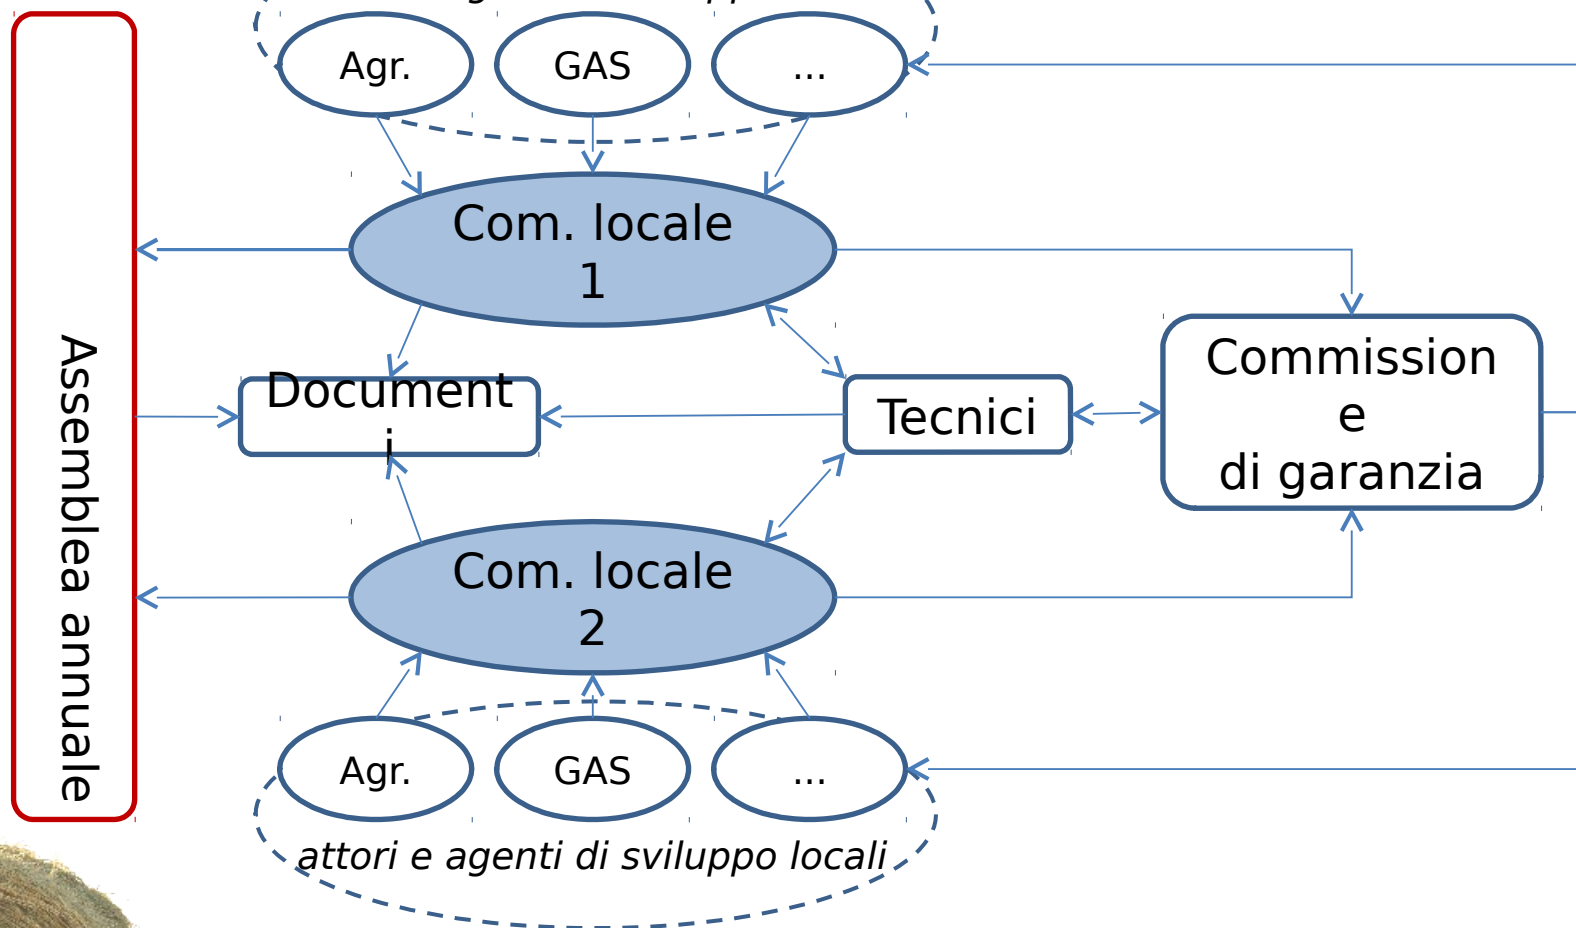 Agr.
GAS
...
Com. locale
1
Assemblea annuale
Document
i
Tecnici
Commission
e
di garanzia
Com. locale
2
Agr.
GAS
...
attori e agenti di sviluppo locali